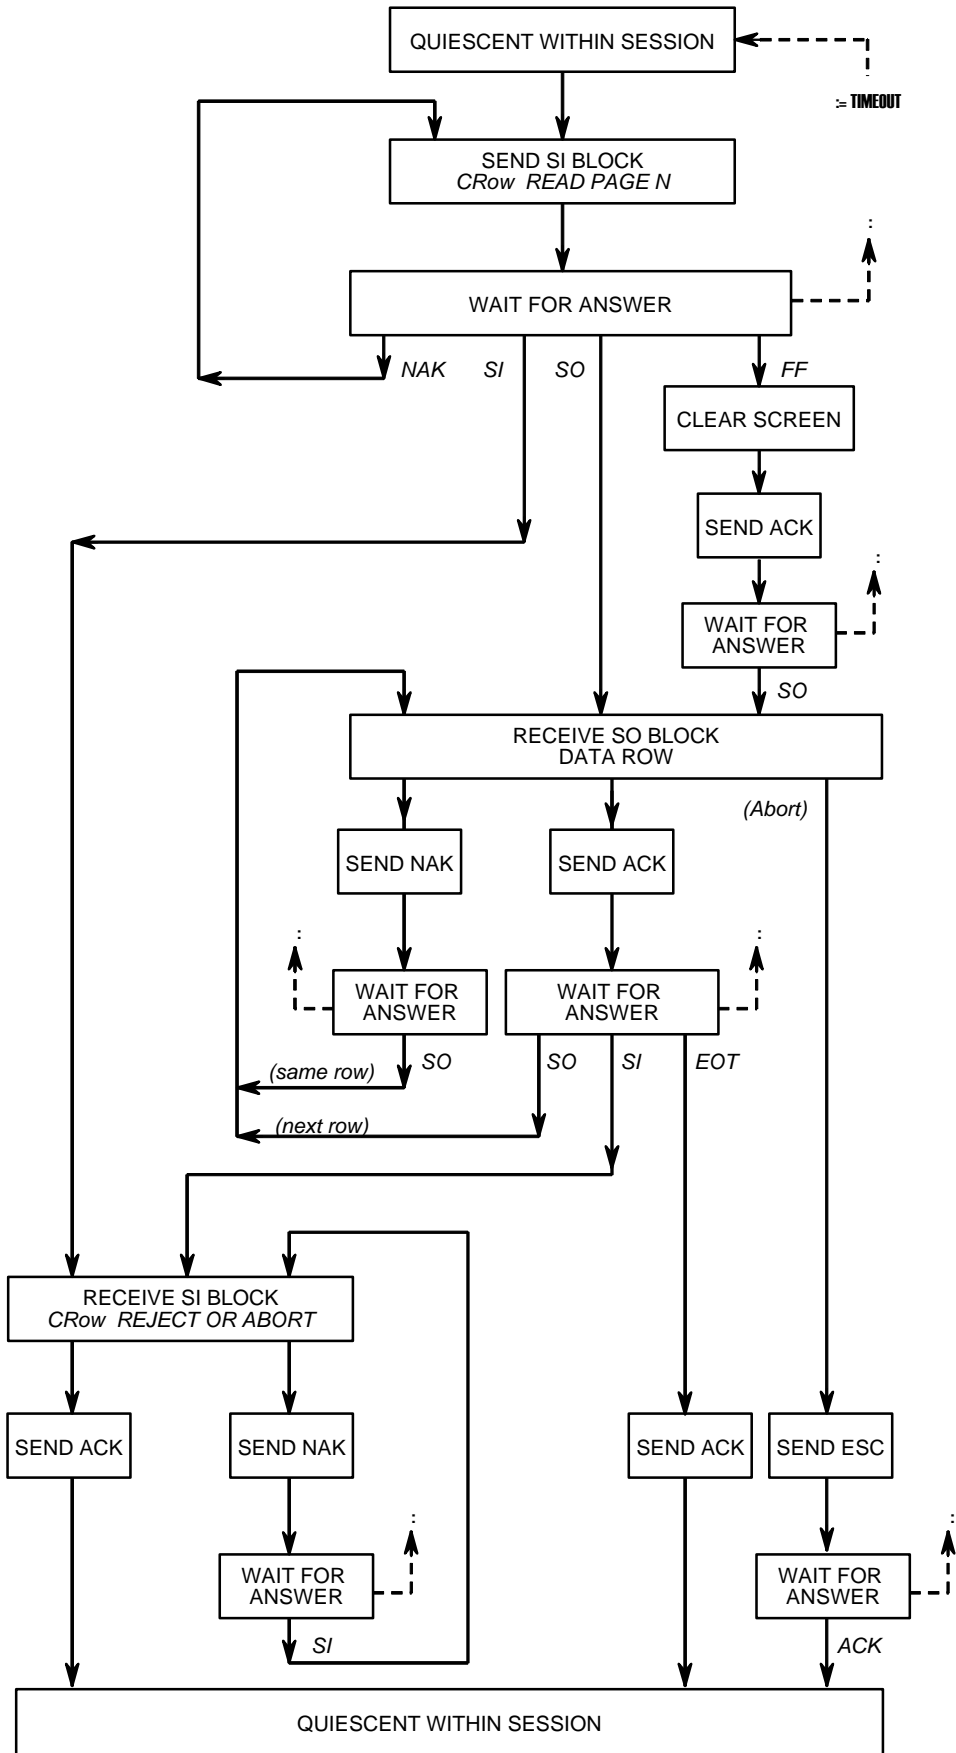 QUIESCENT WITHIN SESSION
:= TIMEOUT
SEND SI BLOCK
CRow READ PAGE N
:
WAIT FOR ANSWER
NAK SI SO FF
CLEAR SCREEN
SEND ACK
:
WAIT FOR
ANSWER
SO
RECEIVE SO BLOCK
DATA ROW
(Abort)
SEND NAK SEND ACK
: :
WAIT FOR
ANSWER
WAIT FOR
ANSWER
SO SO SI EOT
(same row)
(next row)
RECEIVE SI BLOCK
CRow REJECT OR ABORT
SEND ACK SEND NAK SEND ACK SEND ESC
: :
WAIT FOR
ANSWER
WAIT FOR
ANSWER
SI ACK
QUIESCENT WITHIN SESSION